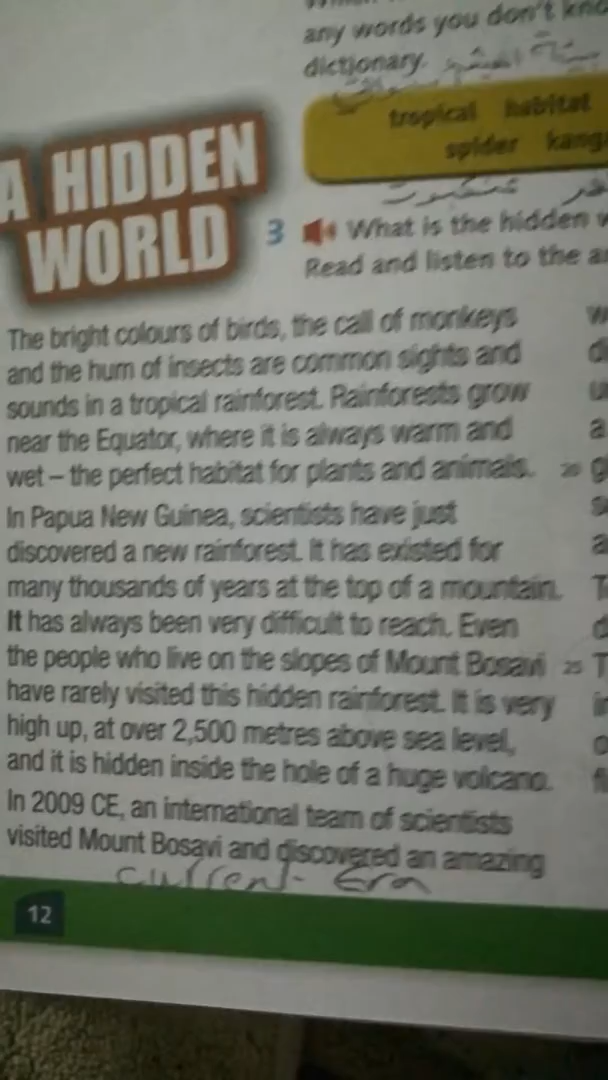 any words you don't
dictionary.
tropical habitat
spider
A HIDDEN
WORLD
3 What is the hidden
Read and listen to the
The bright colours of birds, the call of monkeys
and the hum of insects are common sights and
sounds in a tropical rainforest. Rainforests grow
near the Equator, where it is always warm and
wet – the perfect habitat for plants and animals.
20
In Papua New Guinea, scientists have just
discovered a new rainforest. It has existed for
many thousands of years at the top of a mountain.
It has always been very difficult to reach. Even
the people who live on the slopes of Mount Bosavi
25
have rarely visited this hidden rainforest. It is very
high up, at over 2,500 metres above sea level,
and it is hidden inside the hole of a huge volcano.
In 2009 CE, an international team of scientists
visited Mount Bosavi and discovered an amazing
current Era
12